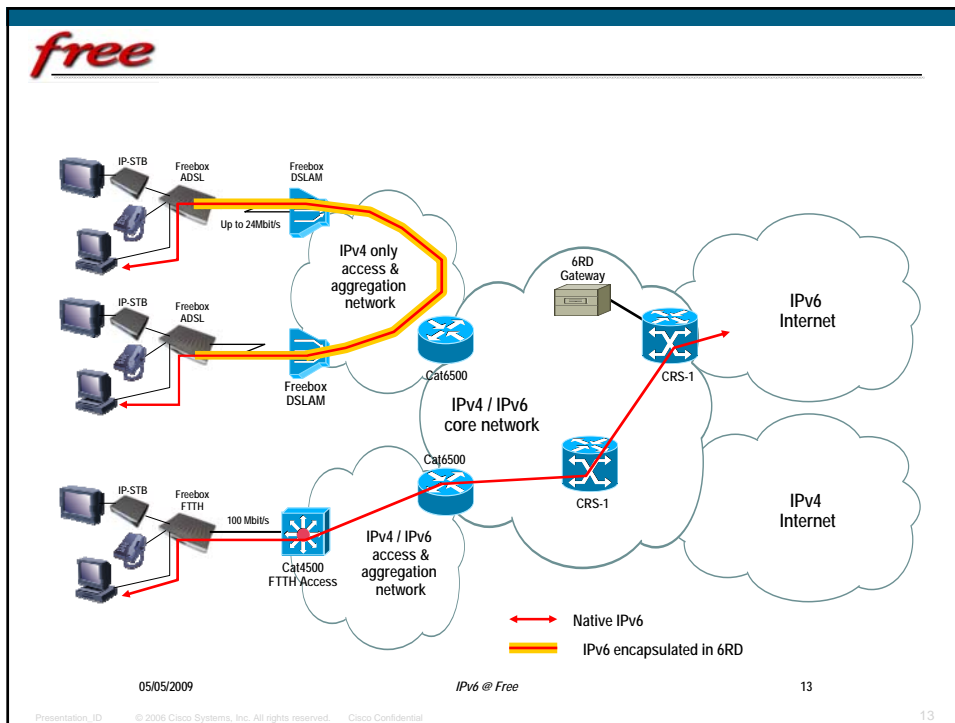 free
IP-STB
Freebox
ADSL
Freebox
DSLAM
Up to 24Mbit/s
IPv4 only
access &
aggregation
network
6RD
Gateway
IPv6
Internet
IP-STB
Freebox
ADSL
Freebox
DSLAM
Cat6500
CRS-1
IPv4 / IPv6
core network
Cat6500
CRS-1
IP-STB
Freebox
FTTH
100 Mbit/s
Cat4500
FTTH Access
IPv4 / IPv6
access &
aggregation
network
IPv4
Internet
Native IPv6
IPv6 encapsulated in 6RD
05/05/2009 IPv6 @ Free 13
Presentation_ID © 2006 Cisco Systems, Inc. All rights reserved. Cisco Confidential 13